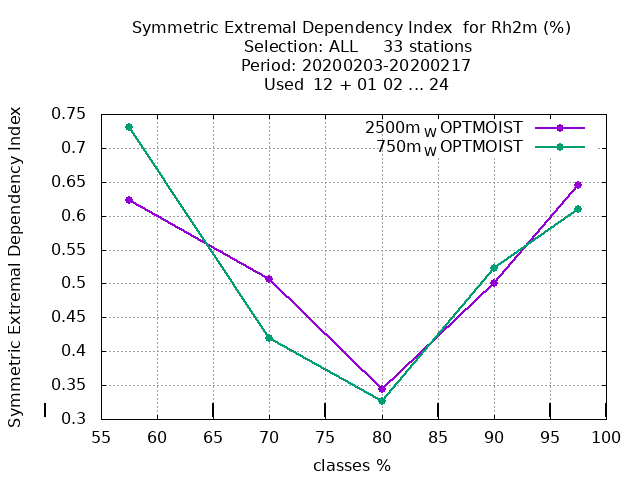 Symmetric Extremal Dependency Index  for Rh2m (%)
Selection: ALL     33 stations
Period: 20200203-20200217
Used  12 + 01 02 ... 24
2500m W OPTMOIST
750m W OPTMOIST
Symmetric Extremal Dependency Index
0.75
0.7
0.65
0.6
0.55
0.5
0.45
0.4
0.35
0.3
55 60 65 70 75 80 85 90 95 100
classes %